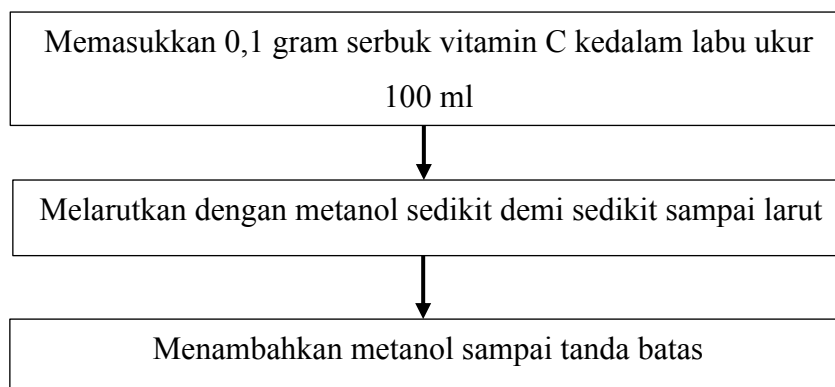 Memasukkan 0,1 gram serbuk vitamin C kedalam labu ukur
100 ml
Melarutkan dengan metanol sedikit demi sedikit sampai larut
Menambahkan metanol sampai tanda batas